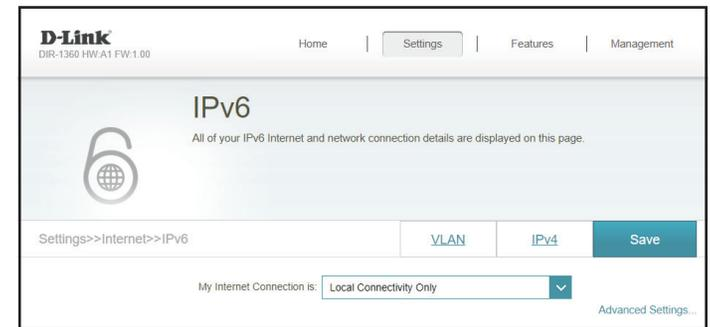 D-Link
DIR-1360 HW:A1 FW:1.00
Home | Settings | Features | Management
IPv6
All of your IPv6 Internet and network connection details are displayed on this page.
Settings>>Internet>>IPv6
VLAN
IPv4
Save
My Internet Connection is: Local Connectivity Only
Advanced Settings...